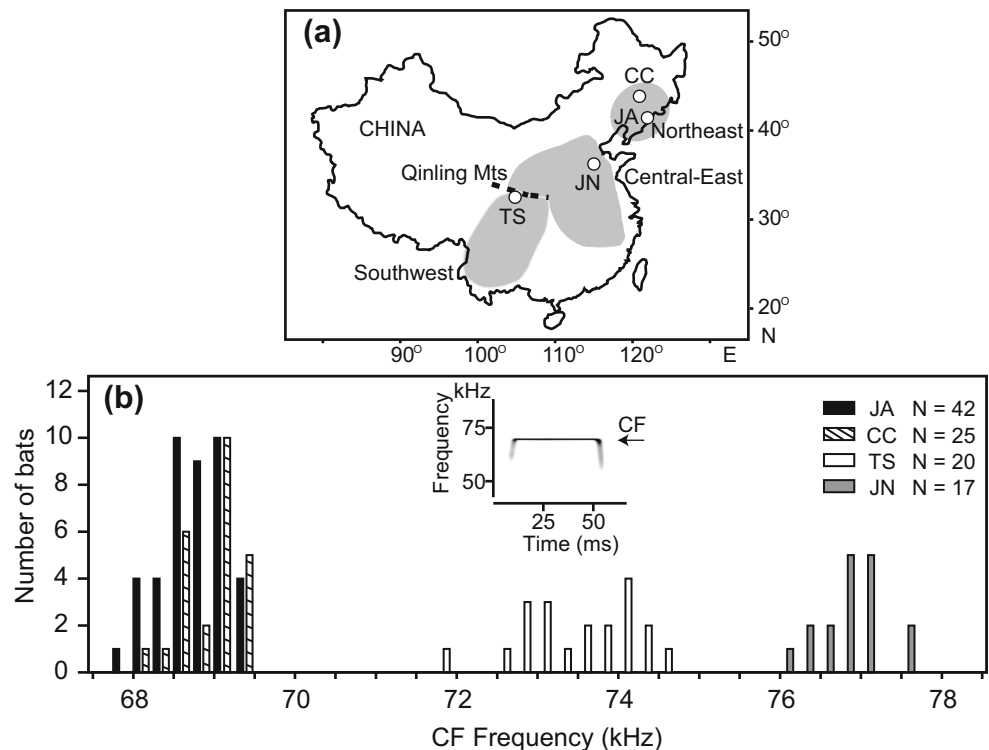 (a)
50°
CC
CHINA
JA
Northeast
40°
Qinling Mts
JN
Central-East
TS
30°
Southwest
20°
N
90°
100°
110°
120°
E
(b)
12
10
8
6
4
2
0
Number of bats
kHz
Frequency
75
50
CF
25
50
Time (ms)
JA N = 42
CC N = 25
TS N = 20
JN N = 17
68
70
72
74
76
78
CF Frequency (kHz)